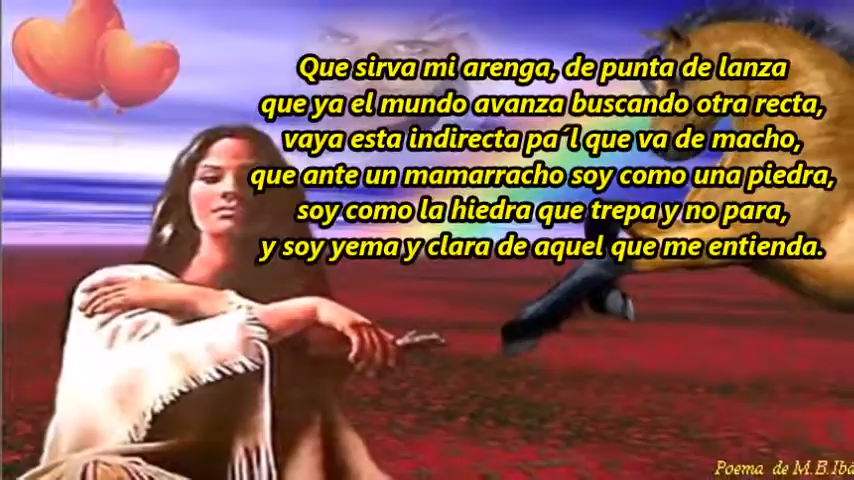 Que sirva mi arenga, de punta de lanza
que ya el mundo avanza buscando otra recta,
vaya esta indirecta pa´l que va de macho,
que ante un mamarracho soy como una piedra,
soy como la hiedra que trepa y no para,
y soy yema y clara de aquel que me entienda.
Poema de M.B.Ibá